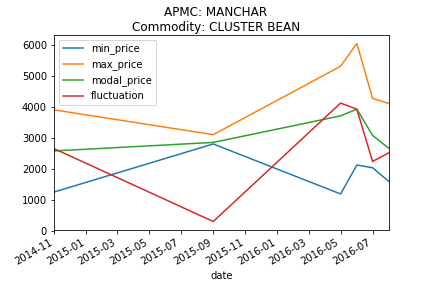 APMC: MANCHAR
Commodity: CLUSTER BEAN
6000
5000
4000
3000
2000
1000
0
min_price
max_price
modal_price
fluctuation
2014-11
2015-01
2015-03
2015-05
2015-07
2015-09
2015-11
2016-01
2016-03
2016-05
2016-07
date